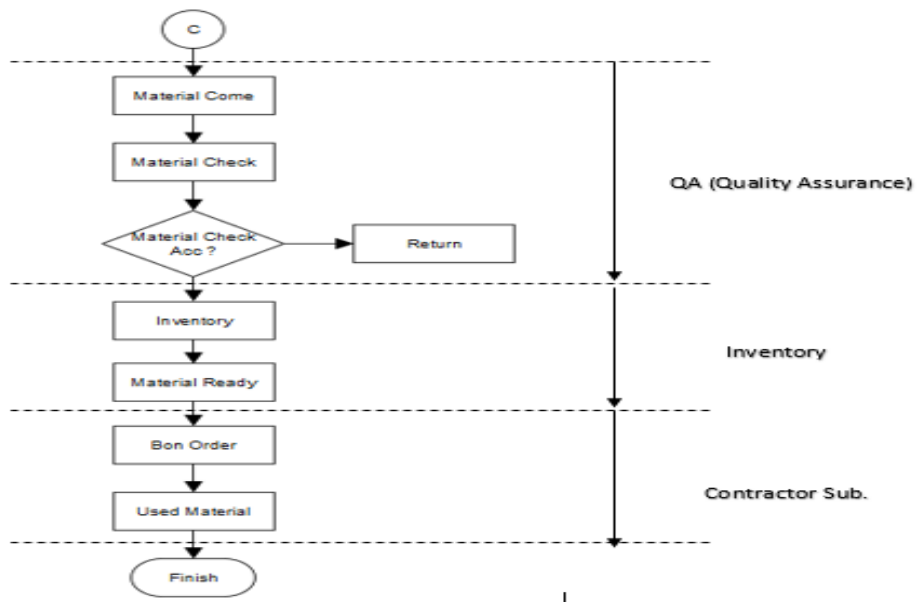 C
Material Come
Material Check
QA (Quality Assurance)
Material Check
Acc ?
Return
Inventory
Inventory
Material Ready
Bon Order
Contractor Sub.
Used Material
Finish